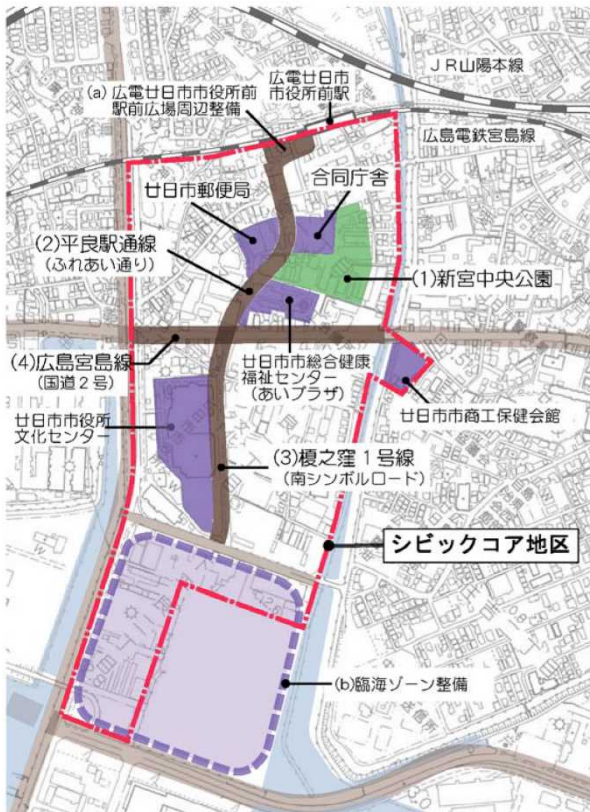 JR山陽本線
広電廿日市
市役所前駅
(a) 広電廿日市市役所前
駅前広場周辺整備
広島電鉄宮島線
廿日市郵便局
合同庁舎
(2)平良駅通線
(ふれあい通り)
(1)新宮中央公園
(4)広島宮島線
(国道2号)
廿日市市総合健康
福祉センター
(あいプラザ)
廿日市市商工保健会館
廿日市市役所
文化センター
(3)榎之窪1号線
(南シンボルロード)
シビックコア地区
(b)臨海ゾーン整備